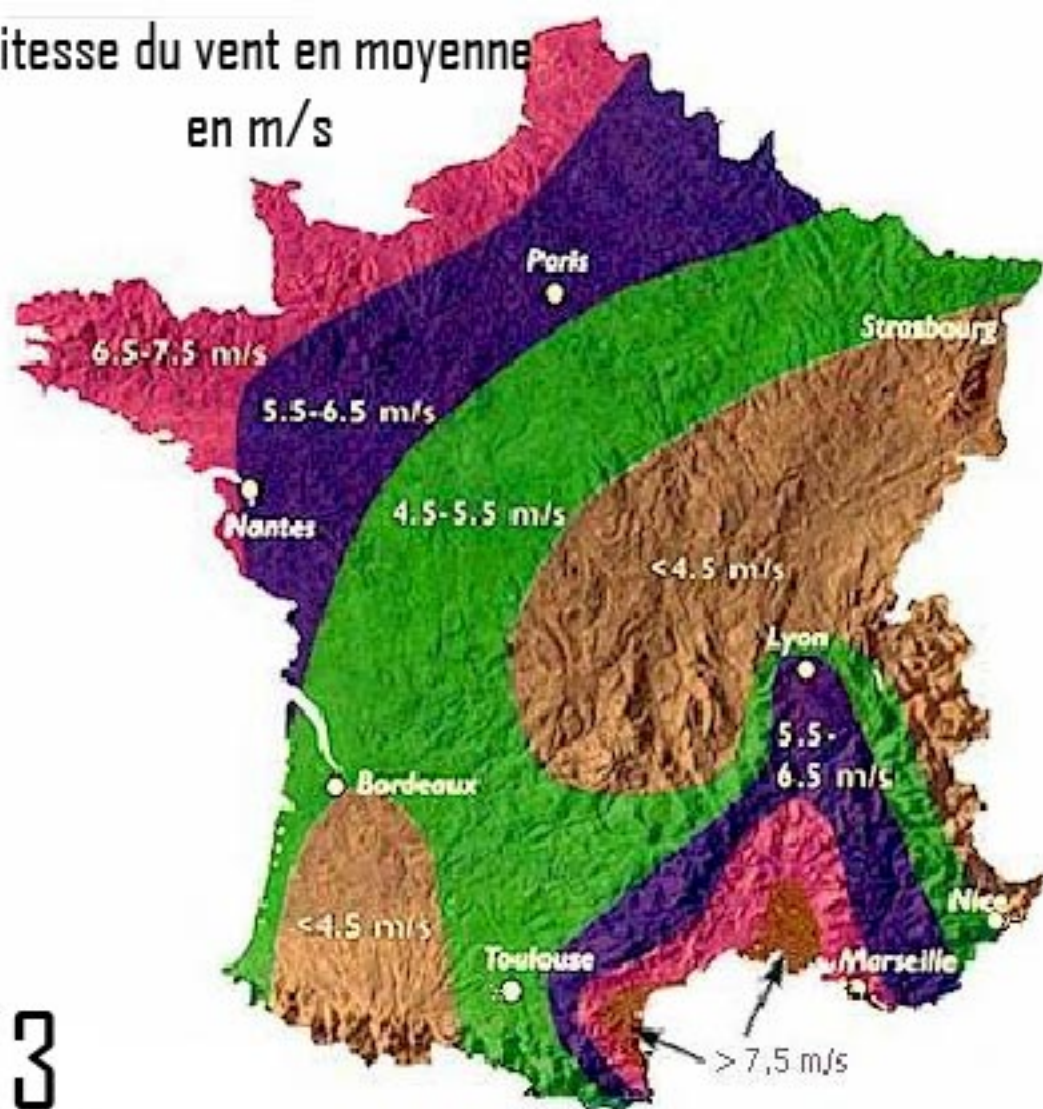 itesse du vent en moyenne
en m/s
Paris
Strasbourg
6.5-7.5 m/s
5.5-6.5 m/s
Nantes
4.5-5.5 m/s
<4.5 m/s
Lyon
5.5-
6.5 m/s
Bordeaux
<4.5 m/s
Nice
Toulouse
Marseille
> 7,5 m/s
3